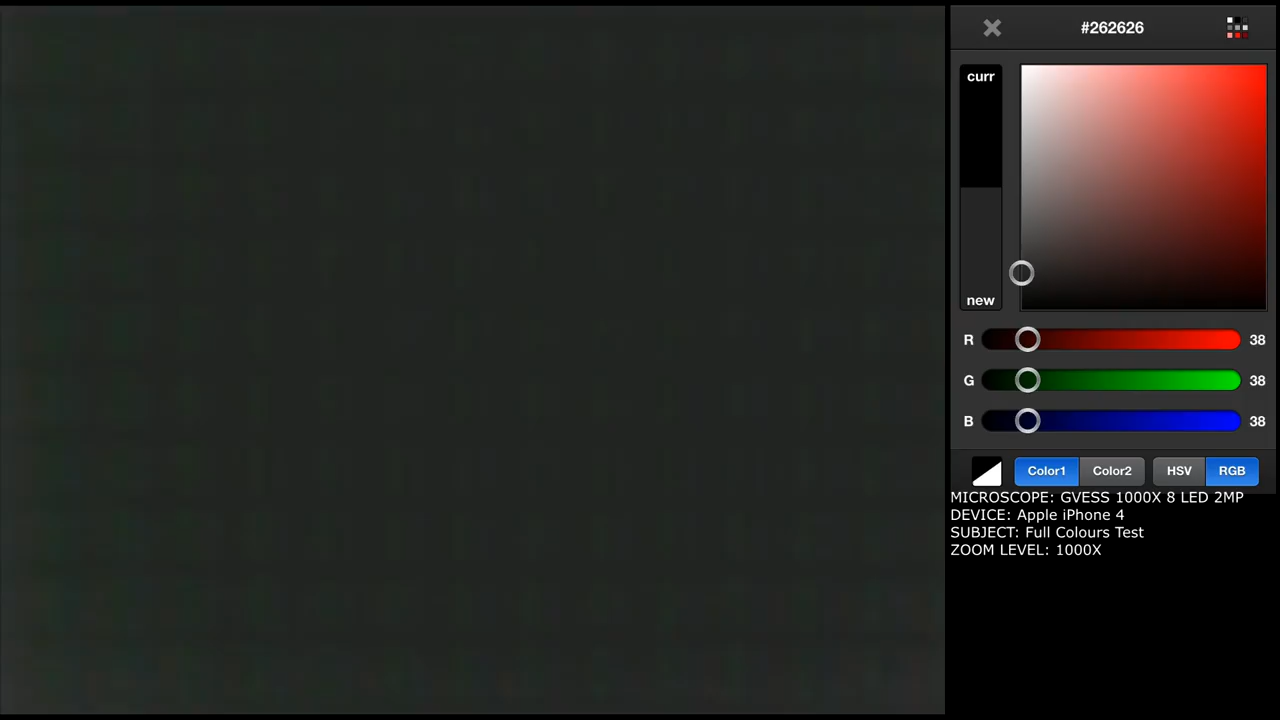 #262626
curr
new
R 38
G 38
B 38
Color1 Color2 HSV RGB
MICROSCOPE: GVESS 1000X 8 LED 2MP
DEVICE: Apple iPhone 4
SUBJECT: Full Colours Test
ZOOM LEVEL: 1000X